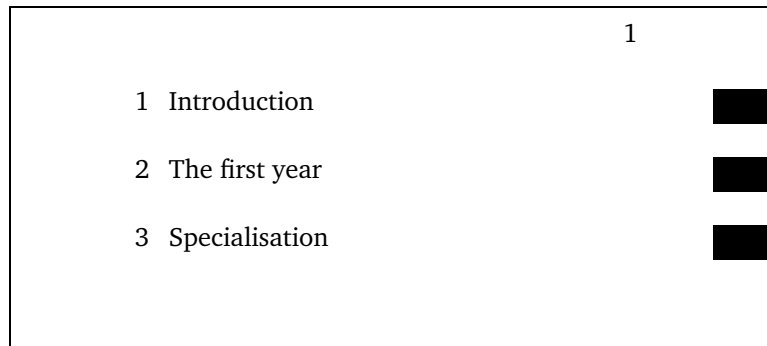 1
1 Introduction
2 The first year
3 Specialisation